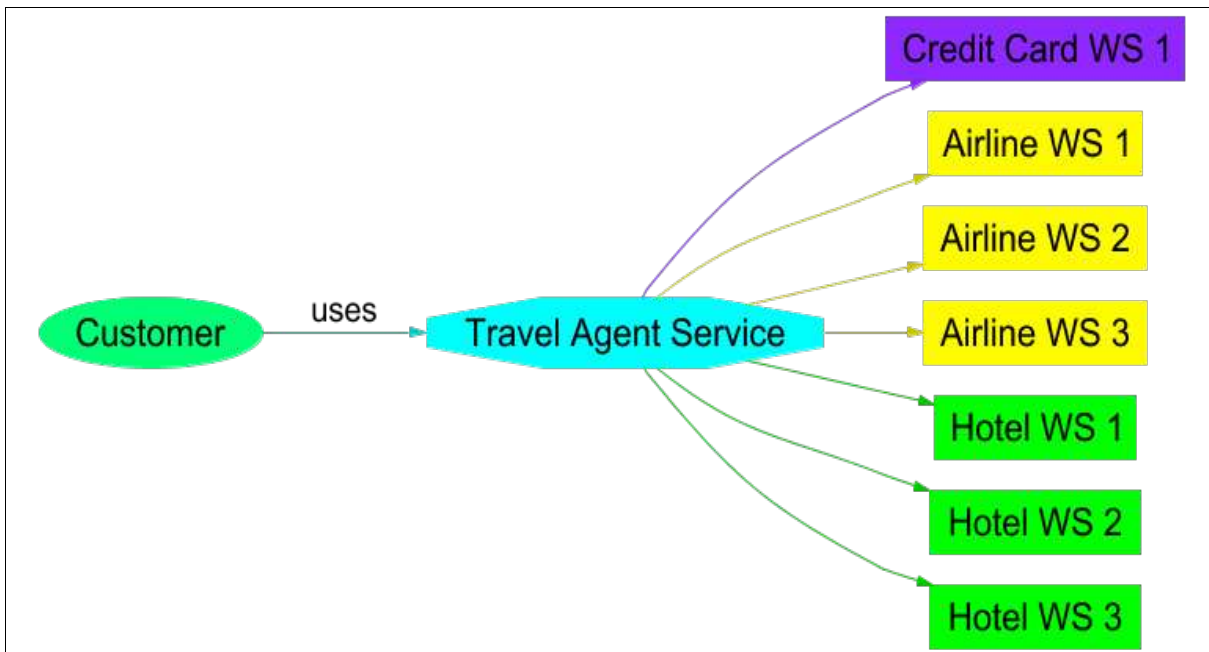 Credit Card WS 1
Airline WS 1
Airline WS 2
uses
Customer
Travel Agent Service
Airline WS 3
Hotel WS 1
Hotel WS 2
Hotel WS 3